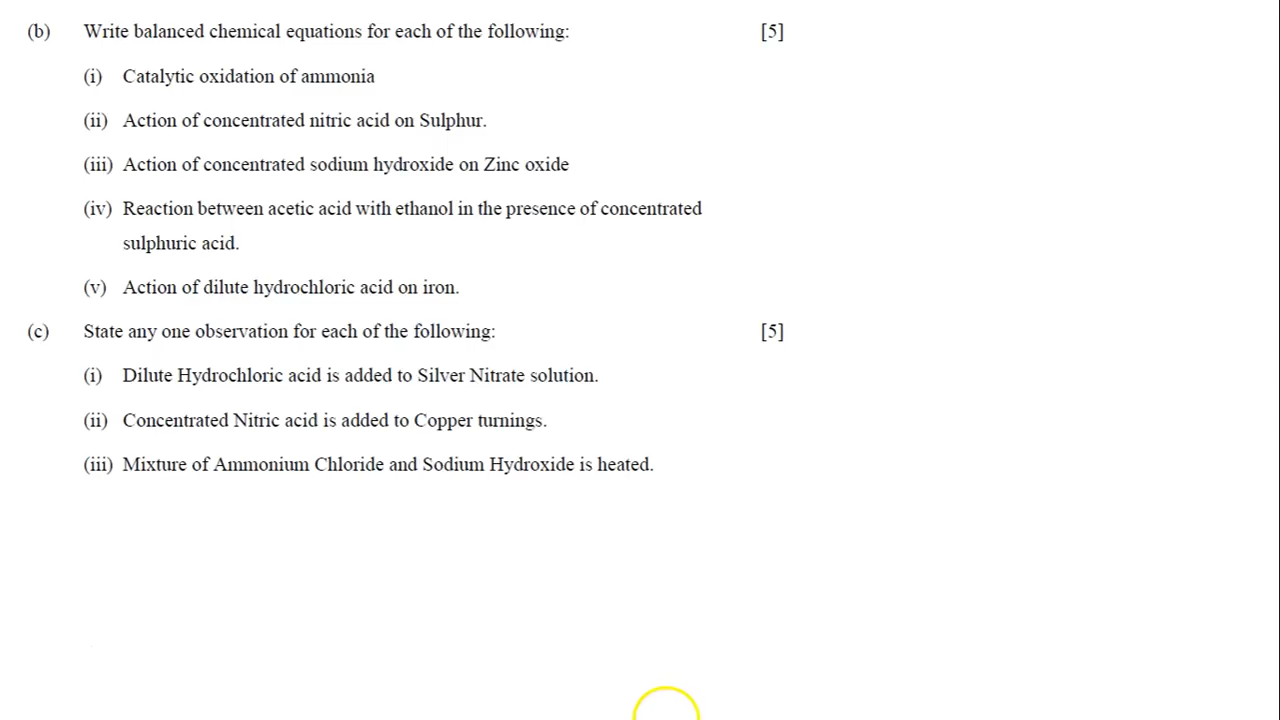 (b) Write balanced chemical equations for each of the following: [5]
(i) Catalytic oxidation of ammonia
(ii) Action of concentrated nitric acid on Sulphur.
(iii) Action of concentrated sodium hydroxide on Zinc oxide
(iv) Reaction between acetic acid with ethanol in the presence of concentrated
sulphuric acid.
(v) Action of dilute hydrochloric acid on iron.
(c) State any one observation for each of the following: [5]
(i) Dilute Hydrochloric acid is added to Silver Nitrate solution.
(ii) Concentrated Nitric acid is added to Copper turnings.
(iii) Mixture of Ammonium Chloride and Sodium Hydroxide is heated.